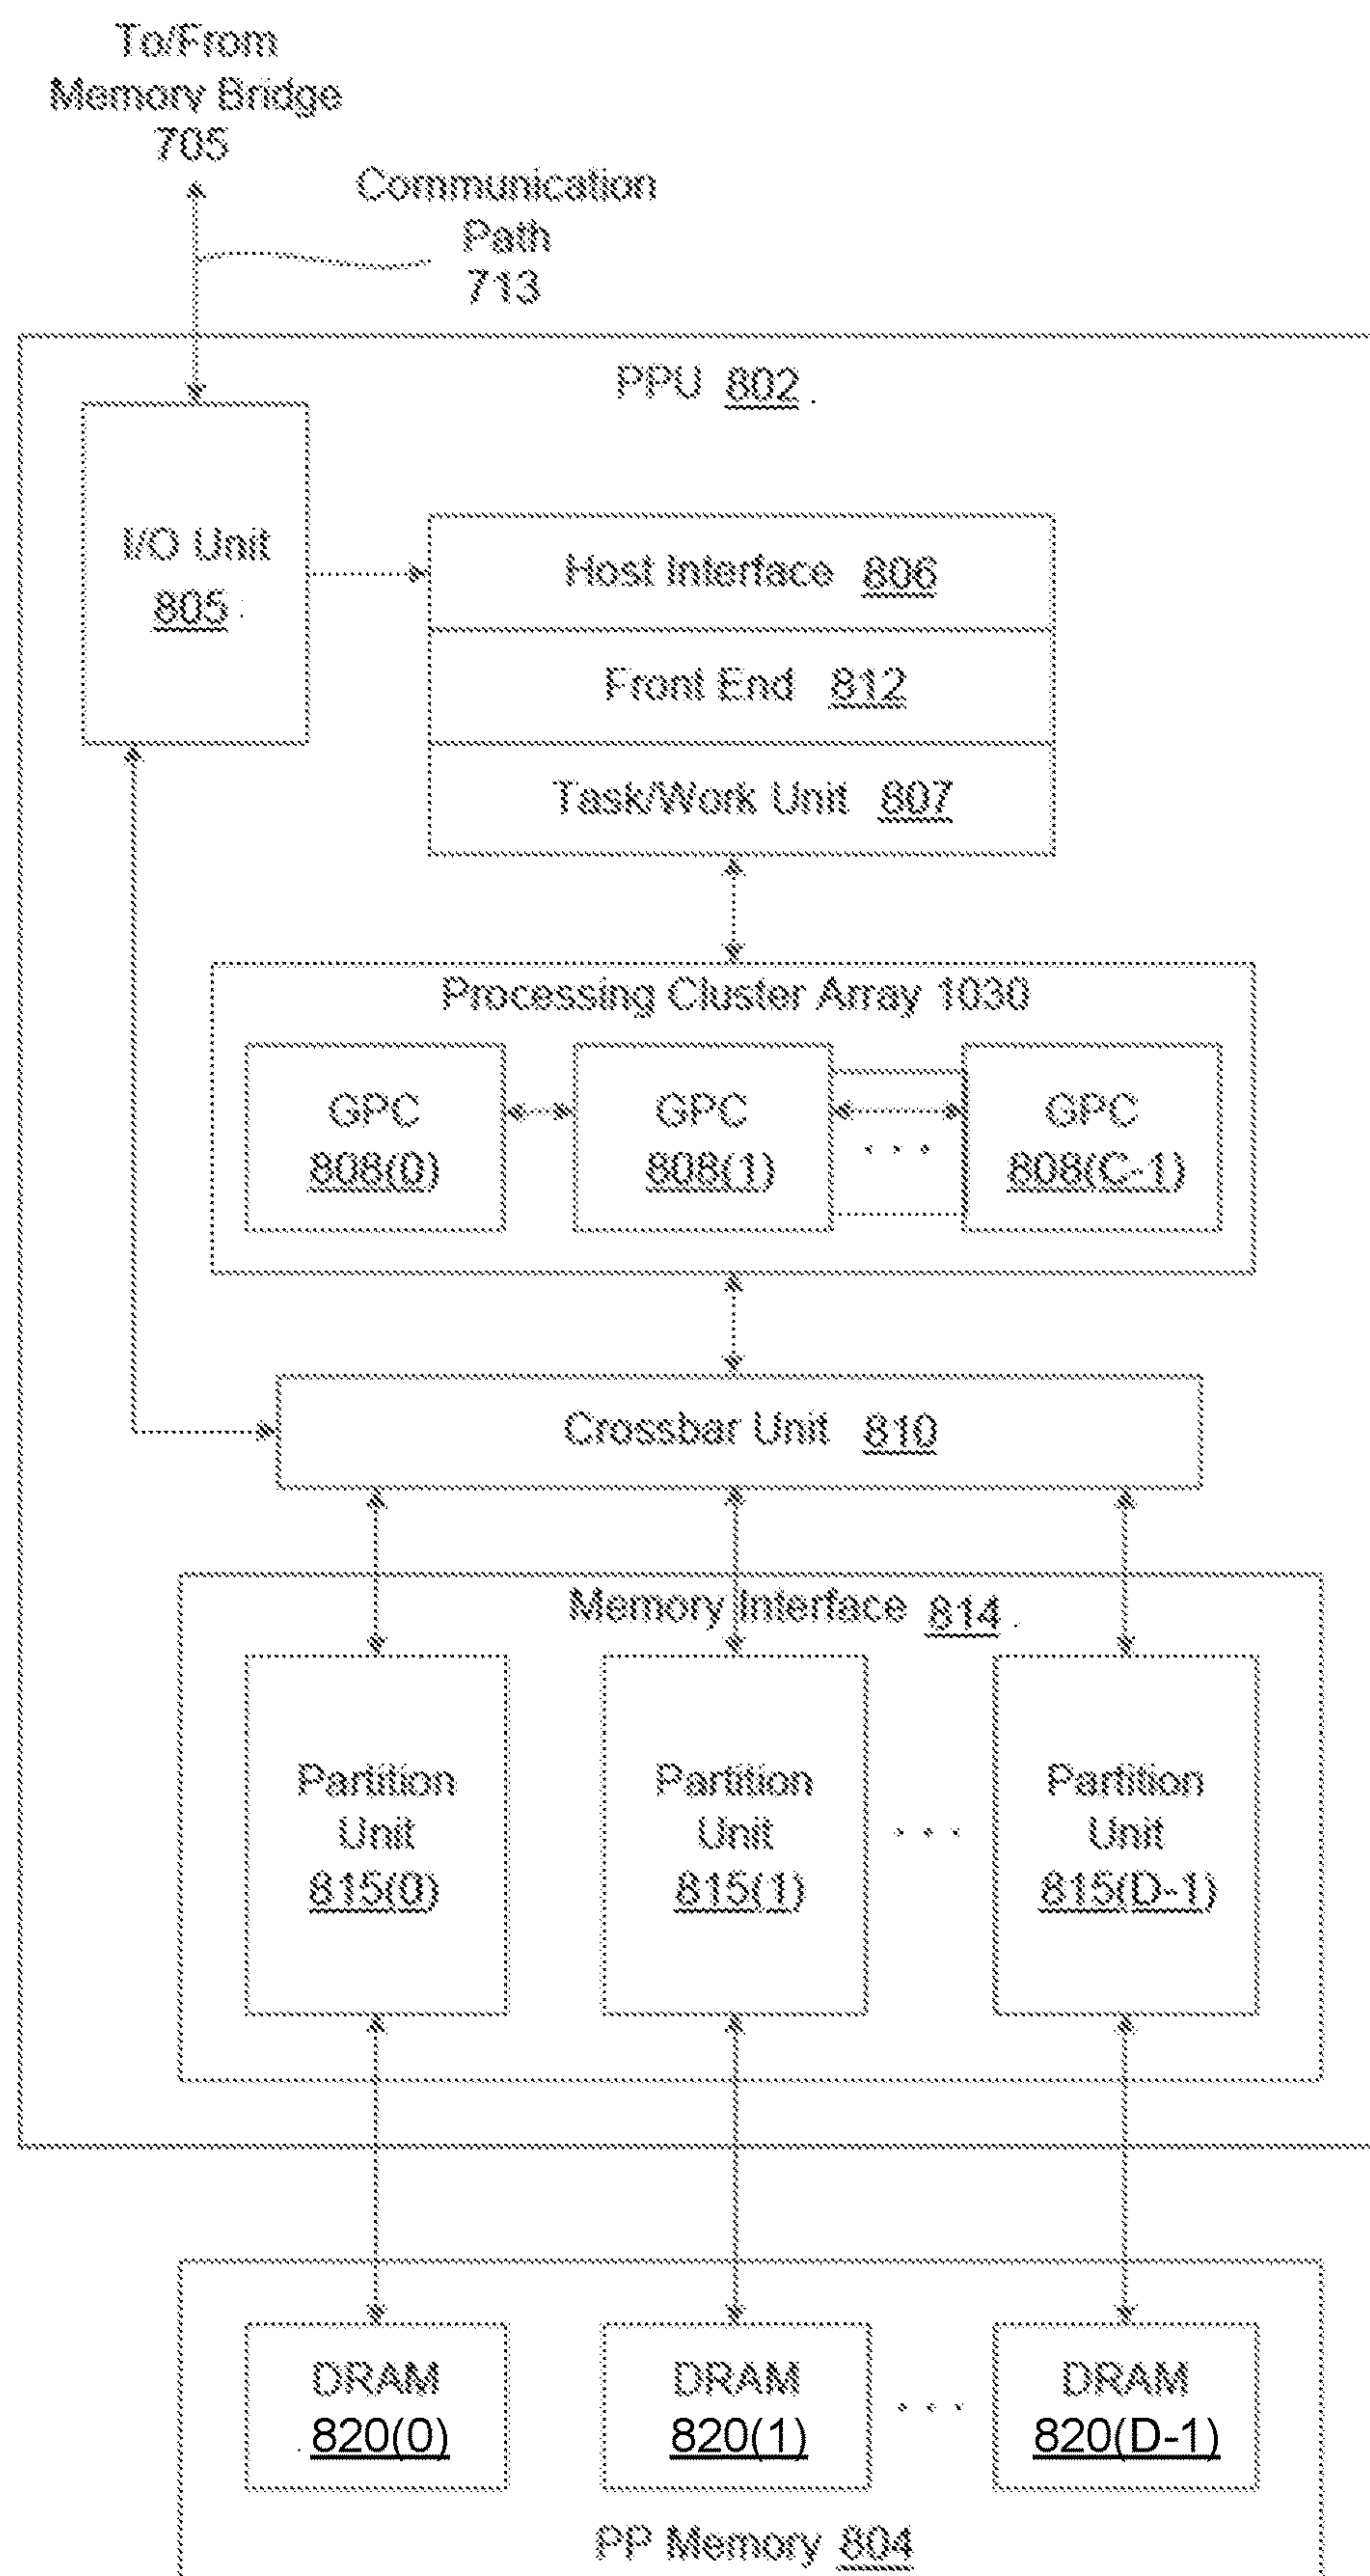 To/From
Memory Bridge
705
Communication
Path
713
PPU 802
I/O Unit
805
Host Interface 806
Front End 812
Task/Work Unit 807
Processing Cluster Array 1030
GPC
808(0)
GPC
808(1)
. . .
GPC
808(C-1)
Crossbar Unit 810
Memory Interface 814
Partition
Unit
815(0)
Partition
Unit
815(1)
. . .
Partition
Unit
815(D-1)
DRAM
820(0)
DRAM
820(1)
. . .
DRAM
820(D-1)
PP Memory 804